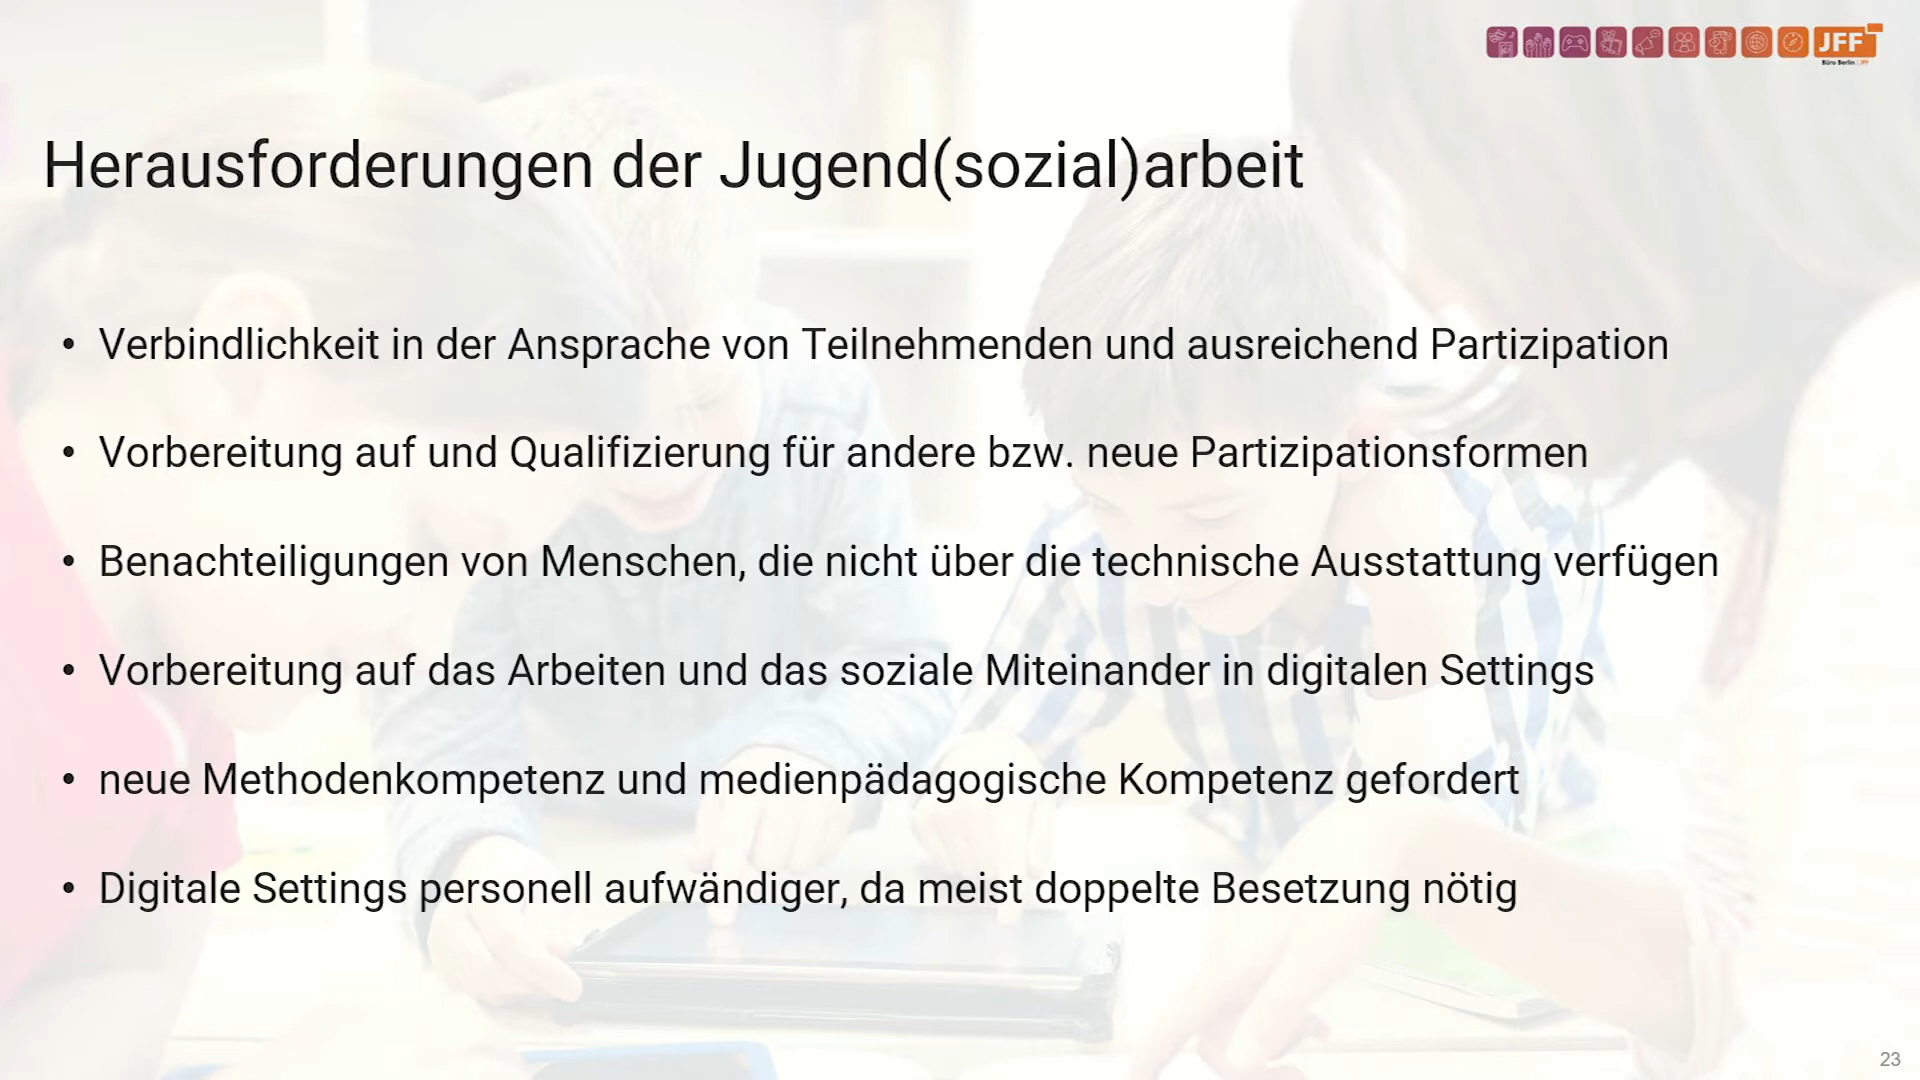 JFF
Büro Berlin | JFF
Herausforderungen der Jugend(sozial)arbeit
• Verbindlichkeit in der Ansprache von Teilnehmenden und ausreichend Partizipation
• Vorbereitung auf und Qualifizierung für andere bzw. neue Partizipationsformen
• Benachteiligungen von Menschen, die nicht über die technische Ausstattung verfügen
• Vorbereitung auf das Arbeiten und das soziale Miteinander in digitalen Settings
• neue Methodenkompetenz und medienpädagogische Kompetenz gefordert
• Digitale Settings personell aufwändiger, da meist doppelte Besetzung nötig
23